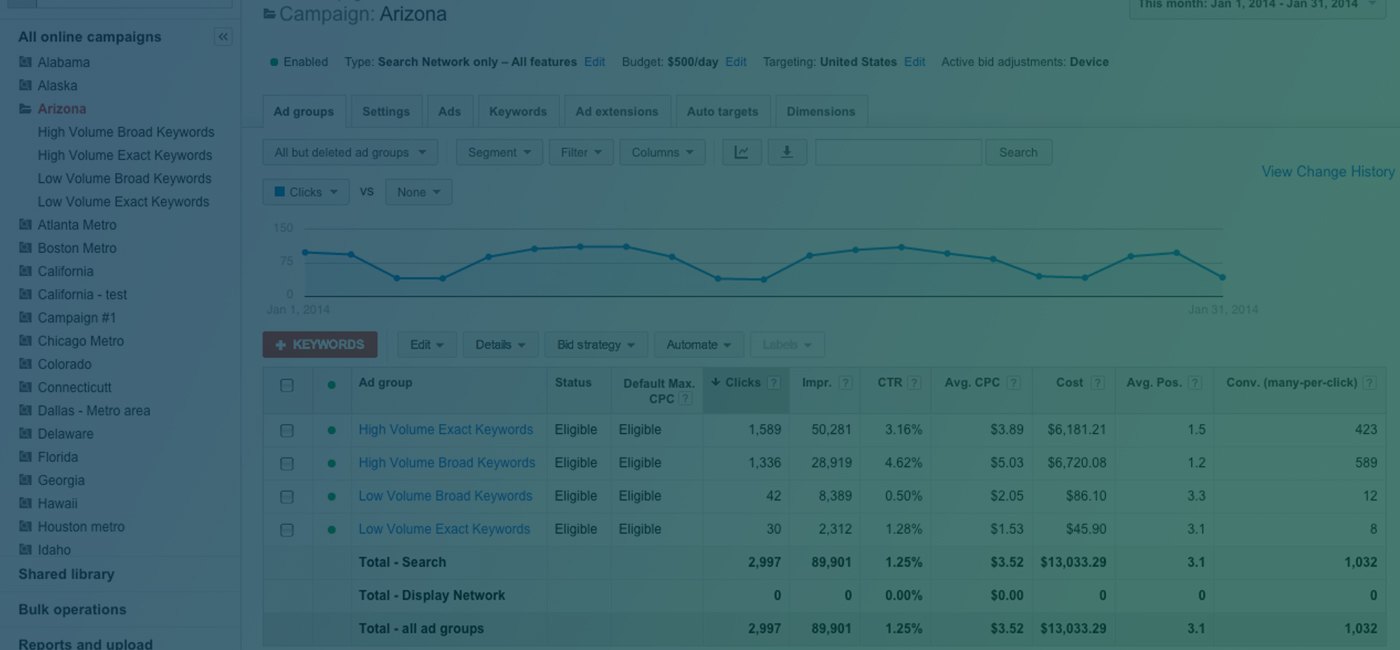 Campaign: Arizona
This month: Jan 1, 2014 - Jan 31, 2014
All online campaigns «
Alabama
Alaska
Arizona
High Volume Broad Keywords
High Volume Exact Keywords
Low Volume Broad Keywords
Low Volume Exact Keywords
Atlanta Metro
Boston Metro
California
California - test
Campaign #1
Chicago Metro
Colorado
Connecticutt
Dallas - Metro area
Delaware
Florida
Georgia
Hawaii
Houston metro
Idaho
Shared library
Bulk operations
Reports and upload
Enabled Type: Search Network only – All features Edit Budget: $500/day Edit Targeting: United States Edit Active bid adjustments: Device
Ad groups Settings Ads Keywords Ad extensions Auto targets Dimensions
All but deleted ad groups Segment Filter Columns Search
View Change History
Clicks VS None
150
75
0
Jan 1, 2014 Jan 31, 2014
+ KEYWORDS Edit Details Bid strategy Automate Labels
Ad group Status Default Max. CPC ? Clicks ? Impr. ? CTR ? Avg. CPC ? Cost ? Avg. Pos. ? Conv. (many-per-click) ?
High Volume Exact Keywords Eligible Eligible 1,589 50,281 3.16% $3.89 $6,181.21 1.5 423
High Volume Broad Keywords Eligible Eligible 1,336 28,919 4.62% $5.03 $6,720.08 1.2 589
Low Volume Broad Keywords Eligible Eligible 42 8,389 0.50% $2.05 $86.10 3.3 12
Low Volume Exact Keywords Eligible Eligible 30 2,312 1.28% $1.53 $45.90 3.1 8
Total - Search 2,997 89,901 1.25% $3.52 $13,033.29 3.1 1,032
Total - Display Network 0 0 0.00% $0.00 0 0 0
Total - all ad groups 2,997 89,901 1.25% $3.52 $13,033.29 3.1 1,032